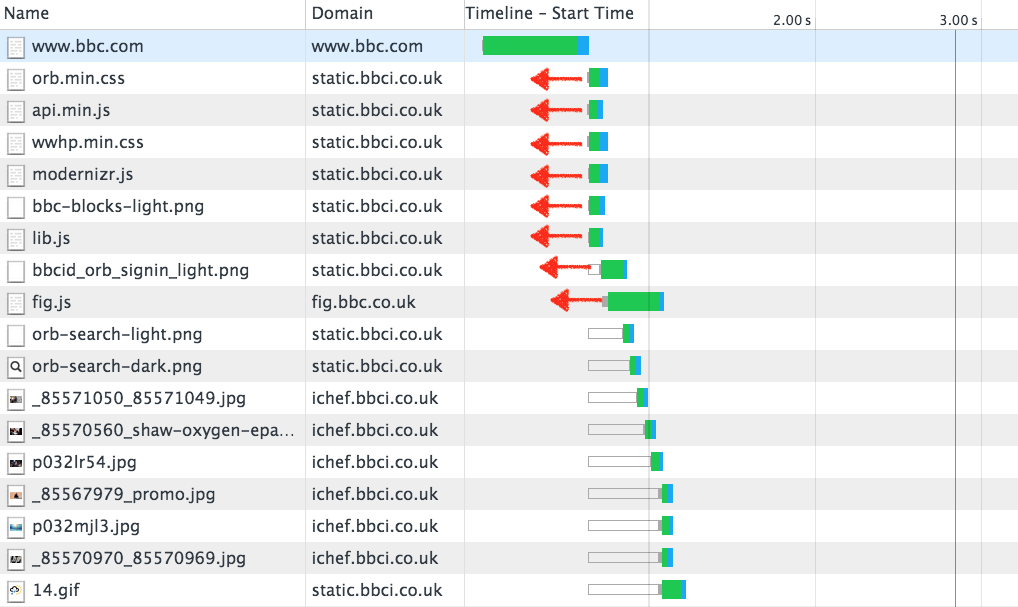 Name Domain Timeline – Start Time
2.00 s 3.00 s
www.bbc.com www.bbc.com
orb.min.css static.bbci.co.uk
api.min.js static.bbci.co.uk
wwhp.min.css static.bbci.co.uk
modernizr.js static.bbci.co.uk
bbc-blocks-light.png static.bbci.co.uk
lib.js static.bbci.co.uk
bbcid_orb_signin_light.png static.bbci.co.uk
fig.js fig.bbc.co.uk
orb-search-light.png static.bbci.co.uk
orb-search-dark.png static.bbci.co.uk
_85571050_85571049.jpg ichef.bbci.co.uk
_85570560_shaw-oxygen-epa... ichef.bbci.co.uk
p032lr54.jpg ichef.bbci.co.uk
_85567979_promo.jpg ichef.bbci.co.uk
p032mjl3.jpg ichef.bbci.co.uk
_85570970_85570969.jpg ichef.bbci.co.uk
14.gif static.bbci.co.uk